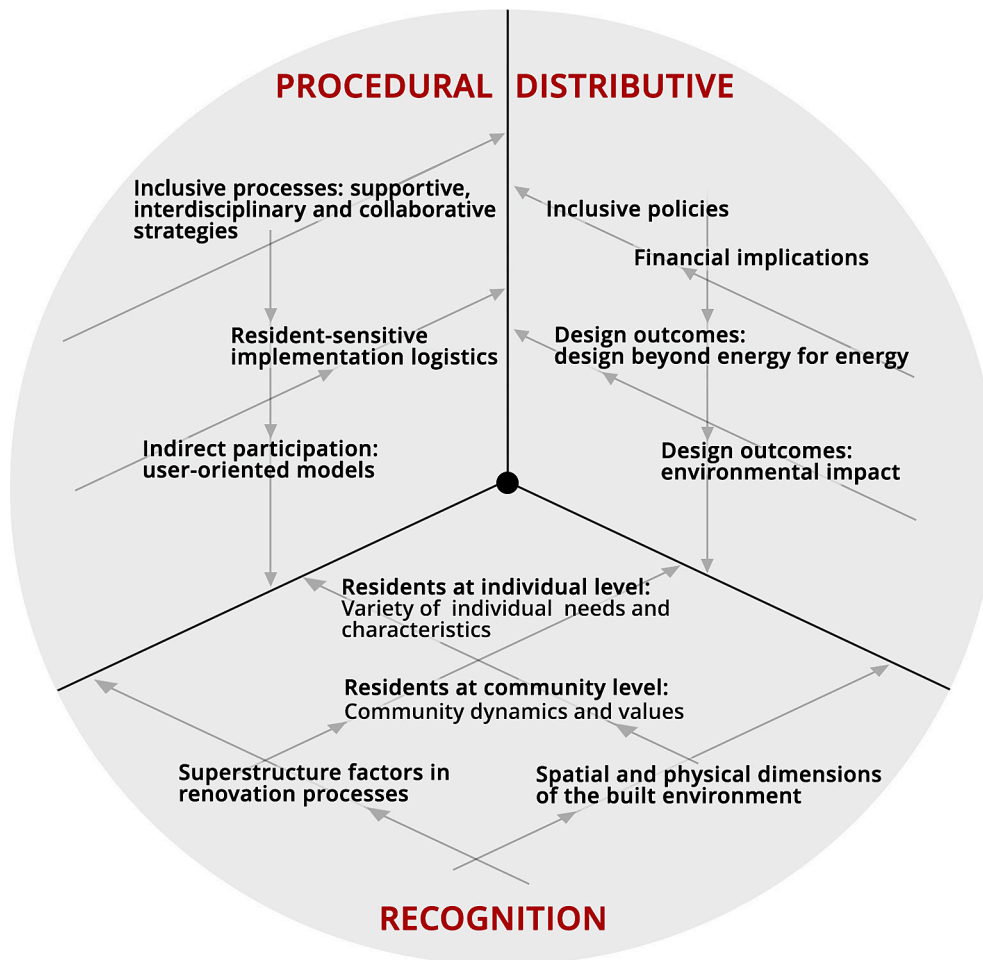 PROCEDURAL
DISTRIBUTIVE
Inclusive processes: supportive,
interdisciplinary and collaborative
strategies
Resident-sensitive
implementation logistics
Indirect participation:
user-oriented models
Inclusive policies
Financial implications
Design outcomes:
design beyond energy for energy
Design outcomes:
environmental impact
Residents at individual level:
Variety of individual needs and
characteristics
Residents at community level:
Community dynamics and values
Superstructure factors in
renovation processes
Spatial and physical dimensions
of the built environment
RECOGNITION